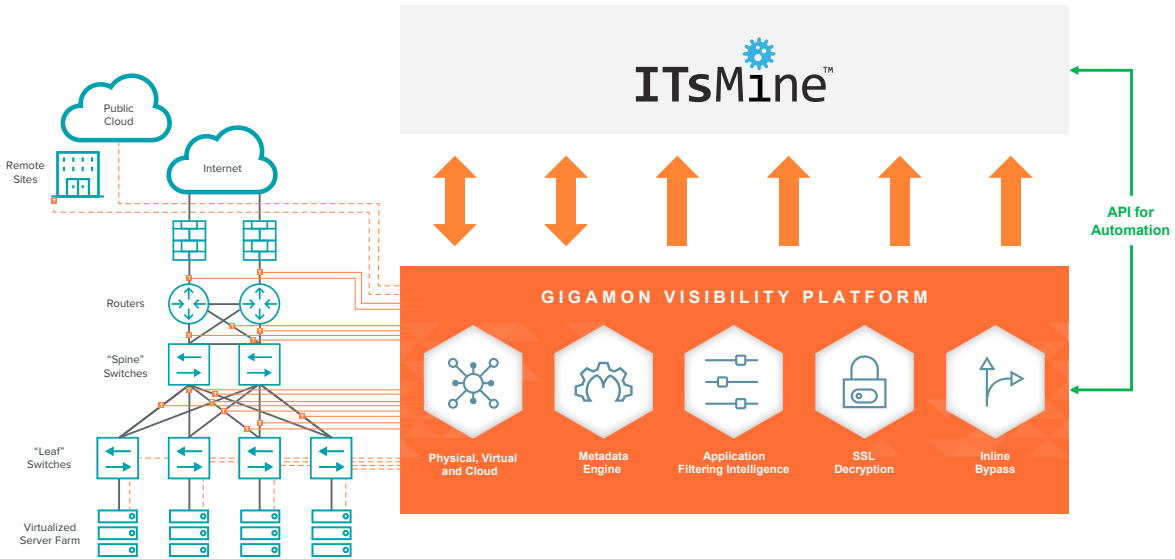 ITsMine™
Public
Cloud
Remote
Sites
Internet
API for
Automation
GIGAMON VISIBILITY PLATFORM
Routers
"Spine"
Switches
"Leaf"
Switches
Physical, Virtual
and Cloud
Metadata
Engine
Application
Filtering Intelligence
SSL
Decryption
Inline
Bypass
Virtualized
Server Farm